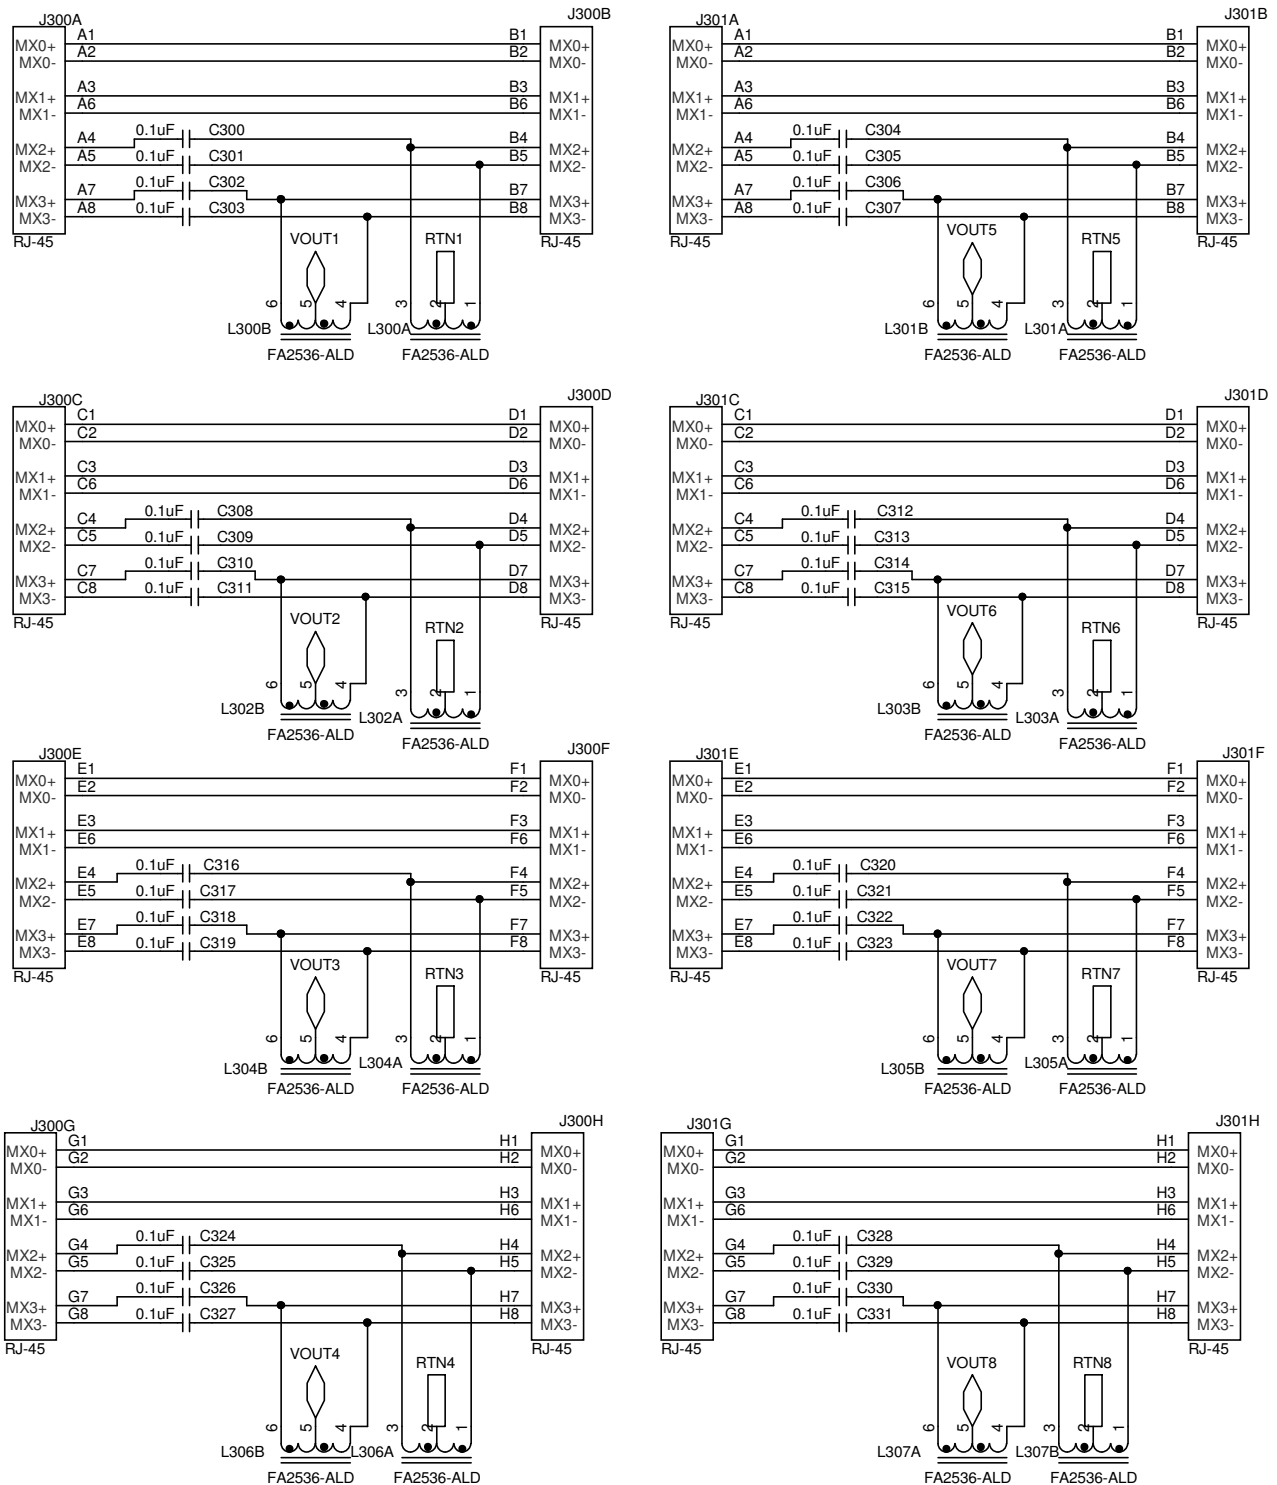 J300A
J300B
A1
B1
MX0+
MX0+
A2
B2
MX0-
MX0-
A3
B3
MX1+
MX1+
A6
B6
MX1-
MX1-
0.1uF C300
A4
B4
MX2+
MX2+
A5
0.1uF C301
B5
MX2-
MX2-
0.1uF C302
A7
B7
MX3+
MX3+
A8
0.1uF C303
B8
MX3-
MX3-
RJ-45
RJ-45
VOUT1
RTN1
6 5 4
3 2 1
L300B
L300A
FA2536-ALD
FA2536-ALD
J301A
J301B
A1
B1
MX0+
MX0+
A2
B2
MX0-
MX0-
A3
B3
MX1+
MX1+
A6
B6
MX1-
MX1-
0.1uF C304
A4
B4
MX2+
MX2+
A5
0.1uF C305
B5
MX2-
MX2-
0.1uF C306
A7
B7
MX3+
MX3+
A8
0.1uF C307
B8
MX3-
MX3-
RJ-45
RJ-45
VOUT5
RTN5
6 5 4
3 2 1
L301B
L301A
FA2536-ALD
FA2536-ALD
J300C
J300D
C1
D1
MX0+
MX0+
C2
D2
MX0-
MX0-
C3
D3
MX1+
MX1+
C6
D6
MX1-
MX1-
0.1uF C308
C4
D4
MX2+
MX2+
C5
0.1uF C309
D5
MX2-
MX2-
0.1uF C310
C7
D7
MX3+
MX3+
C8
0.1uF C311
D8
MX3-
MX3-
RJ-45
RJ-45
VOUT2
RTN2
6 5 4
3 2 1
L302B
L302A
FA2536-ALD
FA2536-ALD
J301C
J301D
C1
D1
MX0+
MX0+
C2
D2
MX0-
MX0-
C3
D3
MX1+
MX1+
C6
D6
MX1-
MX1-
0.1uF C312
C4
D4
MX2+
MX2+
C5
0.1uF C313
D5
MX2-
MX2-
0.1uF C314
C7
D7
MX3+
MX3+
C8
0.1uF C315
D8
MX3-
MX3-
RJ-45
RJ-45
VOUT6
RTN6
6 5 4
3 2 1
L303B
L303A
FA2536-ALD
FA2536-ALD
J300E
J300F
E1
F1
MX0+
MX0+
E2
F2
MX0-
MX0-
E3
F3
MX1+
MX1+
E6
F6
MX1-
MX1-
0.1uF C316
E4
F4
MX2+
MX2+
E5
0.1uF C317
F5
MX2-
MX2-
0.1uF C318
E7
F7
MX3+
MX3+
E8
0.1uF C319
F8
MX3-
MX3-
RJ-45
RJ-45
VOUT3
RTN3
6 5 4
3 2 1
L304B
L304A
FA2536-ALD
FA2536-ALD
J301E
J301F
E1
F1
MX0+
MX0+
E2
F2
MX0-
MX0-
E3
F3
MX1+
MX1+
E6
F6
MX1-
MX1-
0.1uF C320
E4
F4
MX2+
MX2+
E5
0.1uF C321
F5
MX2-
MX2-
0.1uF C322
E7
F7
MX3+
MX3+
E8
0.1uF C323
F8
MX3-
MX3-
RJ-45
RJ-45
VOUT7
RTN7
6 5 4
3 2 1
L305B
L305A
FA2536-ALD
FA2536-ALD
J300G
J300H
G1
H1
MX0+
MX0+
G2
H2
MX0-
MX0-
G3
H3
MX1+
MX1+
G6
H6
MX1-
MX1-
0.1uF C324
G4
H4
MX2+
MX2+
G5
0.1uF C325
H5
MX2-
MX2-
0.1uF C326
G7
H7
MX3+
MX3+
G8
0.1uF C327
H8
MX3-
MX3-
RJ-45
RJ-45
VOUT4
RTN4
6 5 4
3 2 1
L306B
L306A
FA2536-ALD
FA2536-ALD
J301G
J301H
G1
H1
MX0+
MX0+
G2
H2
MX0-
MX0-
G3
H3
MX1+
MX1+
G6
H6
MX1-
MX1-
0.1uF C328
G4
H4
MX2+
MX2+
G5
0.1uF C329
H5
MX2-
MX2-
0.1uF C330
G7
H7
MX3+
MX3+
G8
0.1uF C331
H8
MX3-
MX3-
RJ-45
RJ-45
VOUT8
RTN8
6 5 4
3 2 1
L307A
L307B
FA2536-ALD
FA2536-ALD